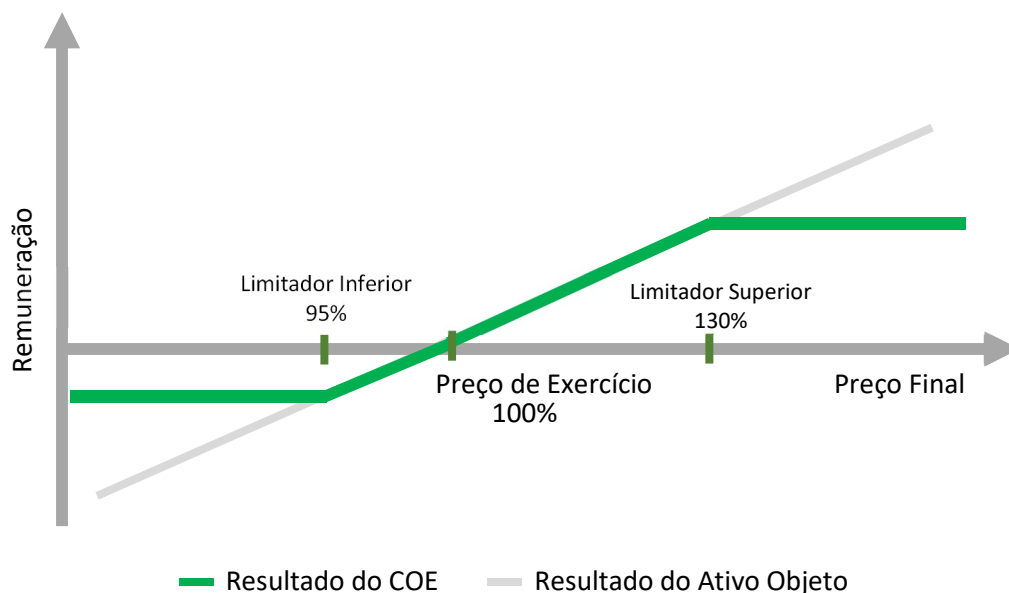 Remuneração
Limitador Inferior
95%
Limitador Superior
130%
Preço de Exercício
100%
Preço Final
Resultado do COE
Resultado do Ativo Objeto